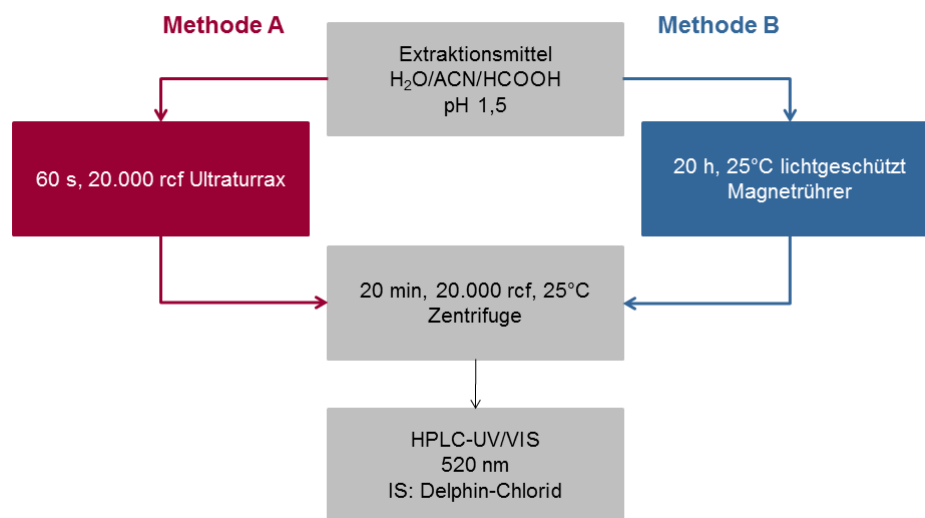 Methode A
Methode B
Extraktionsmittel
H₂O/ACN/HCOOH
pH 1,5
60 s, 20.000 rcf Ultraturrax
20 h, 25°C lichtgeschützt
Magnetrührer
20 min, 20.000 rcf, 25°C
Zentrifuge
HPLC-UV/VIS
520 nm
IS: Delphin-Chlorid